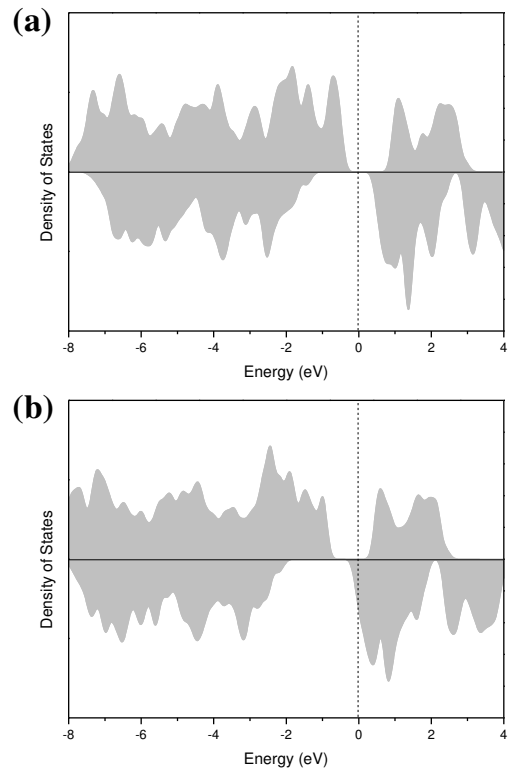 (a)
Density of States
-8 -6 -4 -2 0 2 4
Energy (eV)
(b)
Density of States
-8 -6 -4 -2 0 2 4
Energy (eV)